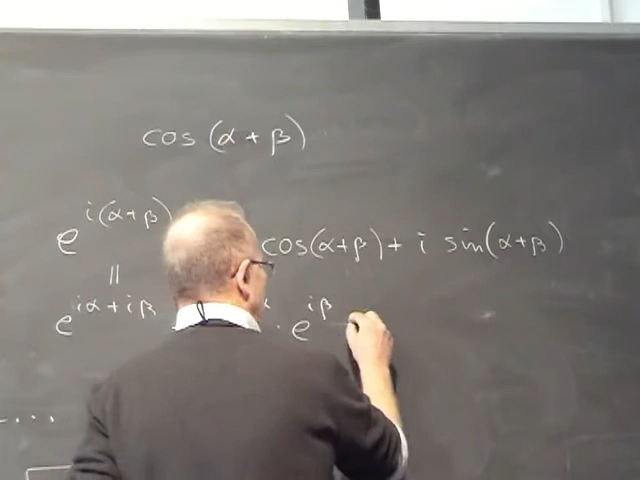 cos (α + β)
e^{i(α+β)} cos(α+β) + i sin(α+β)
||
e^{iα+iβ} · e^{iβ}
....